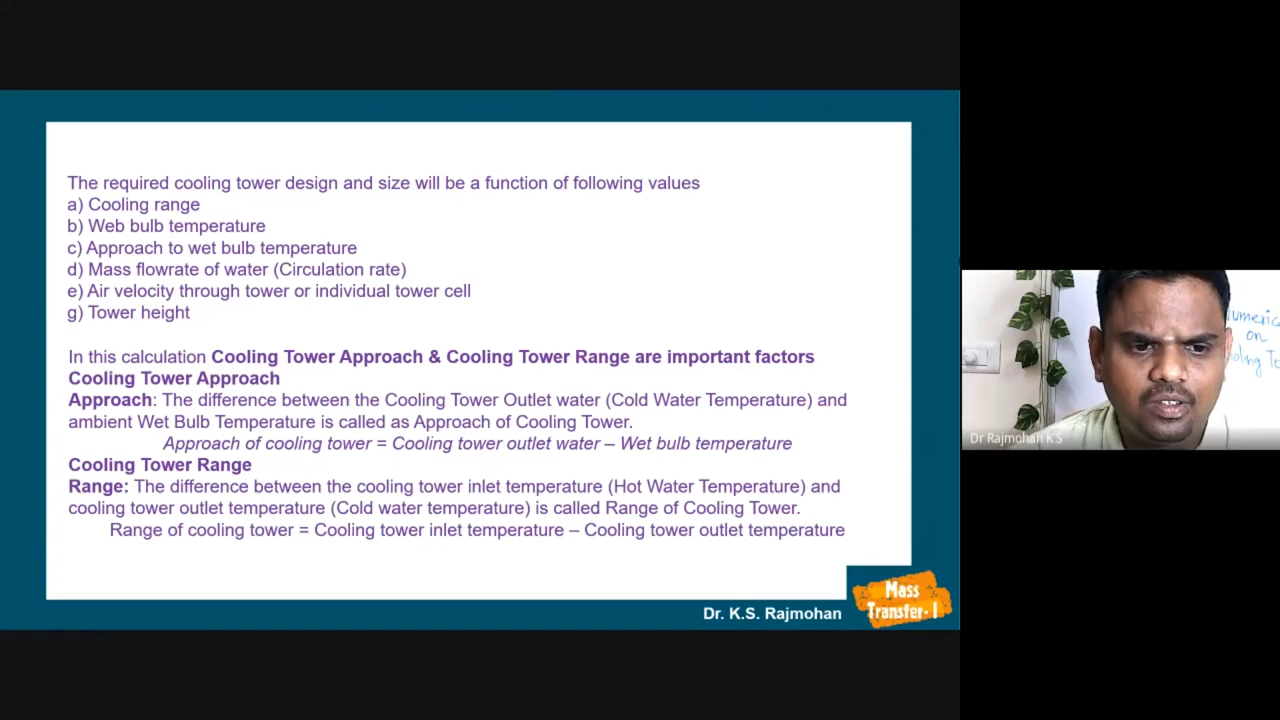 The required cooling tower design and size will be a function of following values
a) Cooling range
b) Web bulb temperature
c) Approach to wet bulb temperature
d) Mass flowrate of water (Circulation rate)
e) Air velocity through tower or individual tower cell
g) Tower height
In this calculation Cooling Tower Approach & Cooling Tower Range are important factors
Cooling Tower Approach
Approach: The difference between the Cooling Tower Outlet water (Cold Water Temperature) and
ambient Wet Bulb Temperature is called as Approach of Cooling Tower.
Approach of cooling tower = Cooling tower outlet water – Wet bulb temperature
Cooling Tower Range
Range: The difference between the cooling tower inlet temperature (Hot Water Temperature) and
cooling tower outlet temperature (Cold water temperature) is called Range of Cooling Tower.
Range of cooling tower = Cooling tower inlet temperature – Cooling tower outlet temperature
Dr. K.S. Rajmohan
Mass
Transfer-1
on
Dr Rajmohan K S